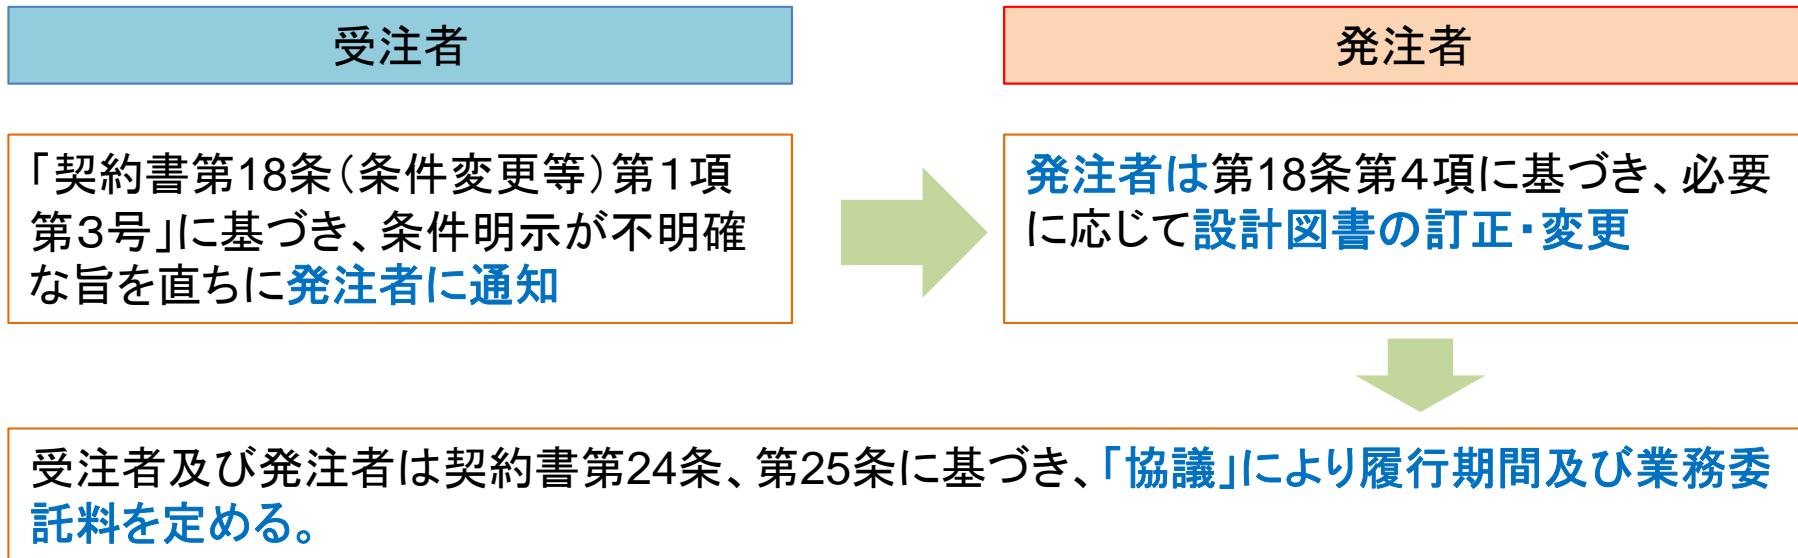 受注者
発注者
「契約書第18条（条件変更等）第１項
第３号」に基づき、条件明示が不明確
な旨を直ちに発注者に通知
発注者は第18条第４項に基づき、必要
に応じて設計図書の訂正・変更
受注者及び発注者は契約書第24条、第25条に基づき、「協議」により履行期間及び業務委
託料を定める。